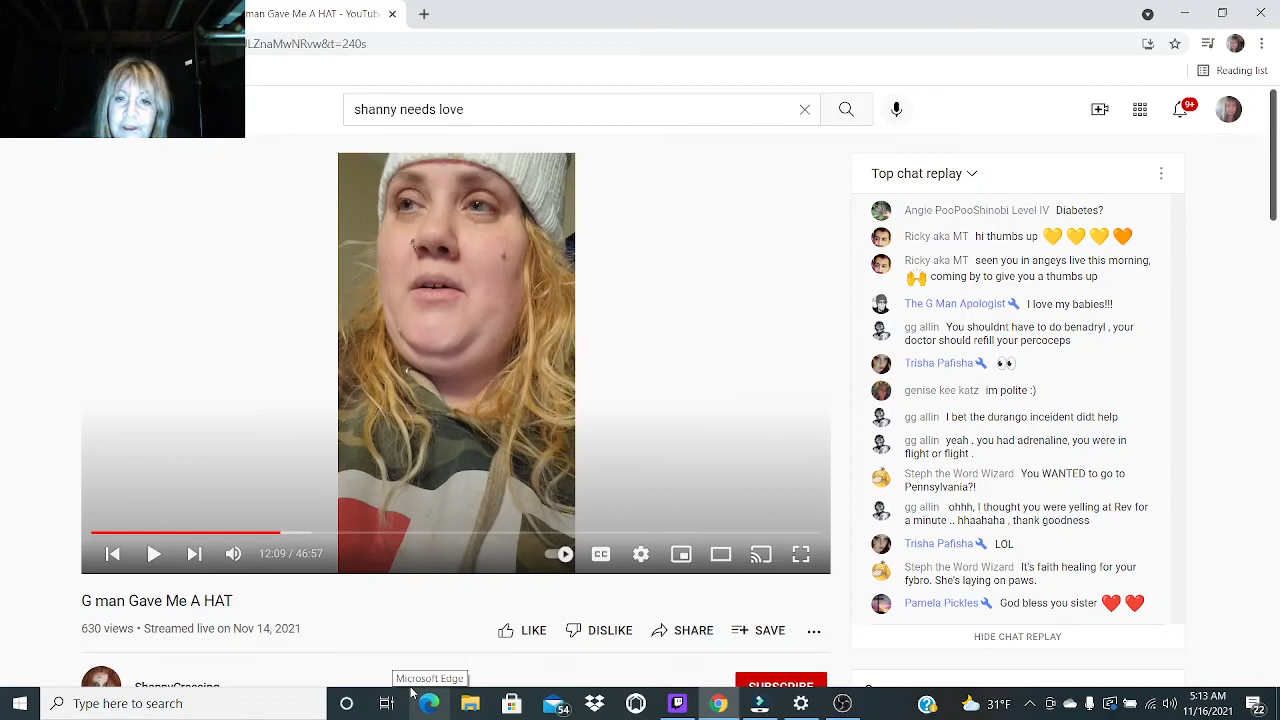 man Gave Me A HAT - YouTube
JLZnaMwNRvw&t=240s
Reading list
shanny needs love
9+
Top chat replay
Angie PooPooShinobi Level IV Diabetes?
Ricky aka MT hi thumbs up 💛💛💛🧡
Ricky aka MT seen you in angeys live this morning,
🙌 coming by to give you a thumbs up
The G Man Apologist I love my babies!!!
gg allin You shouldnt have to do benadryl , your
doctor should refill your percoceps
Trisha Pafisha 👀
genise kee katz im polite :)
gg allin I bet the durango inceident didt help
gg allin yeah . you had adrenaline, you were in
flight or flight .
Steph the Word Wizard You WANTED to go to
Pennsylvania?!
gg allin ohhh, I thought you were yelling at Rev for
a minute .. hhaahaha , thank goodness
Trisha Pafisha LOL
Steph the Word Wizard It's faith healing for your
fybro. She's laying on paws.
Pamela Pickles God bless you sister ❤️❤️
HIDE CHAT REPLAY
12:09 / 46:57
CC
G man Gave Me A HAT
630 views • Streamed live on Nov 14, 2021
LIKE
DISLIKE
SHARE
SAVE
ShannyCrossing
SUBSCRIBE
Microsoft Edge
Type here to search
5:13 AM
11/16/2021